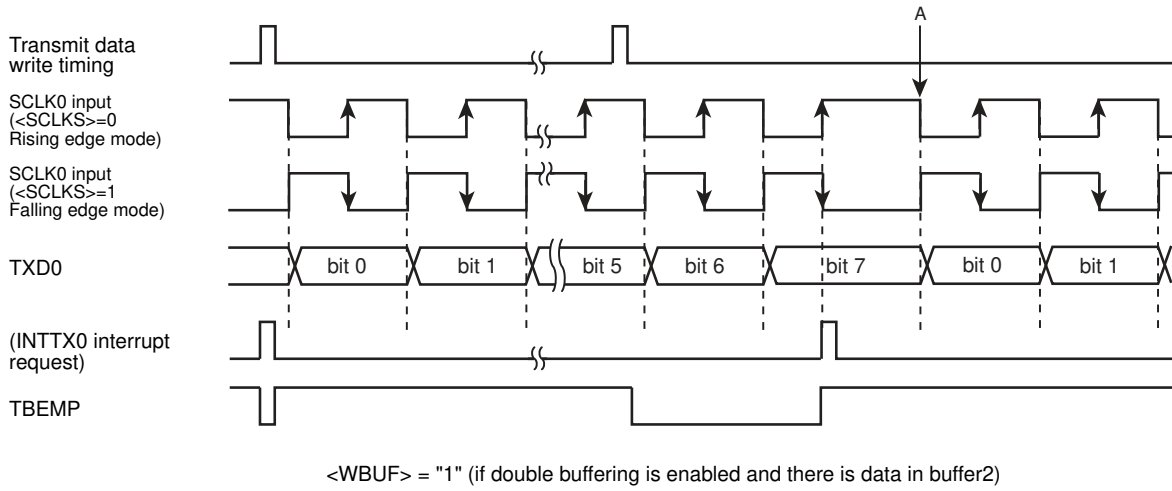 A
Transmit data
write timing
SCLK0 input
(<SCLKS>=0
Rising edge mode)
SCLK0 input
(<SCLKS>=1
Falling edge mode)
TXD0
bit 0
bit 1
bit 5
bit 6
bit 7
bit 0
bit 1
(INTTX0 interrupt
request)
TBEMP
<WBUF> = "1" (if double buffering is enabled and there is data in buffer2)